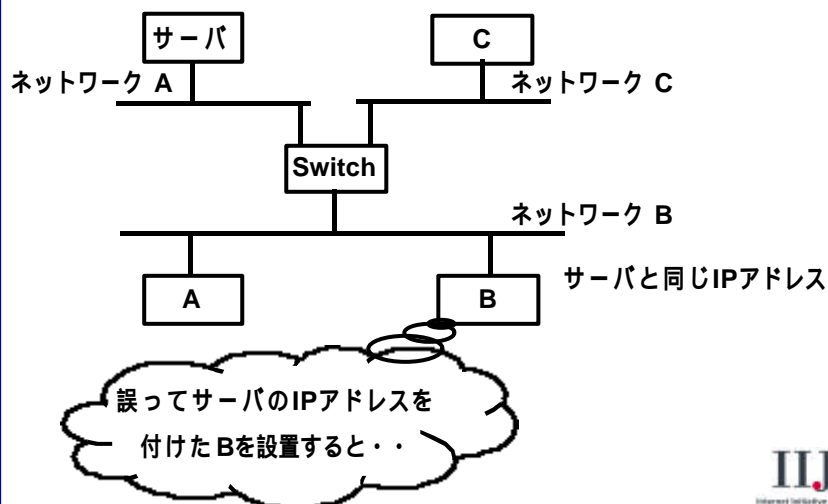 サーバ
C
ネットワーク A
ネットワーク C
Switch
ネットワーク B
A
B
サーバと同じIPアドレス
誤ってサーバのIPアドレスを
付けたBを設置すると・・
IIJ
Internet Initiative